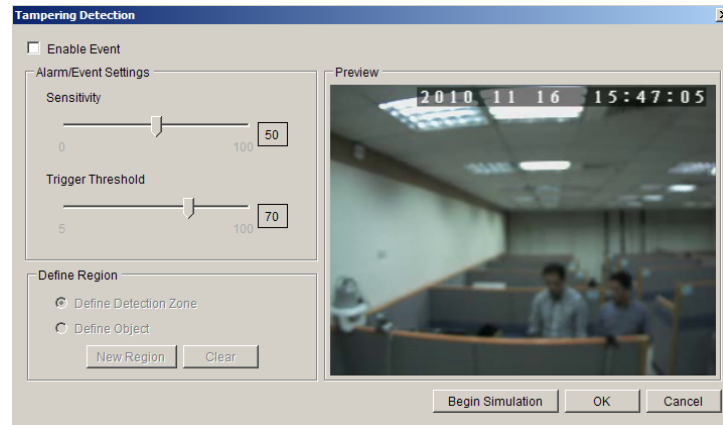 Tampering Detection
Enable Event
Alarm/Event Settings
Sensitivity
50
0 100
Trigger Threshold
70
5 100
Define Region
Define Detection Zone
Define Object
New Region Clear
Preview
2010 11 16 15:47:05
Begin Simulation OK Cancel